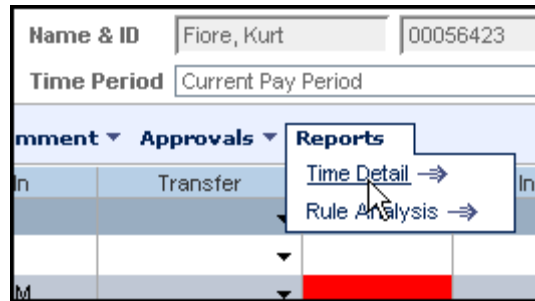 Name & ID Fiore, Kurt 00056423
Time Period Current Pay Period
mment Approvals Reports
In Transfer In
Time Detail
Rule Analysis
M